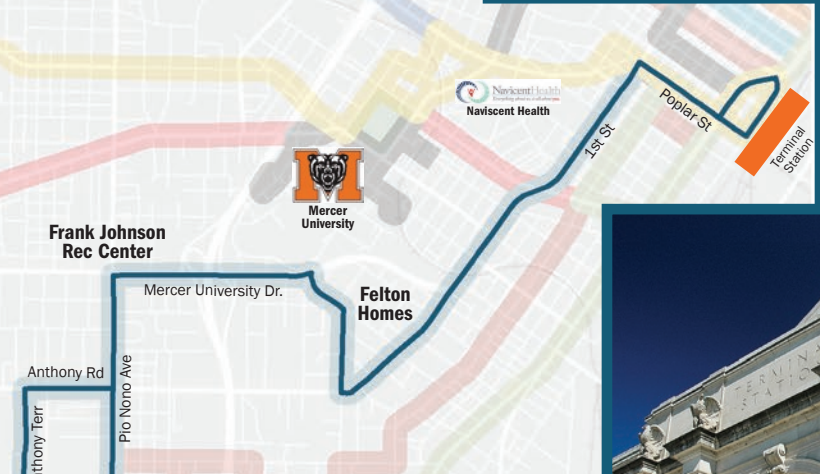 NavicentHealth
Naviscent Health
Poplar St
1st St
Terminal
Station
Mercer
University
Frank Johnson
Rec Center
Mercer University Dr.
Felton
Homes
Anthony Rd
Pio Nono Ave
thony Terr
TERMIN
STATIO